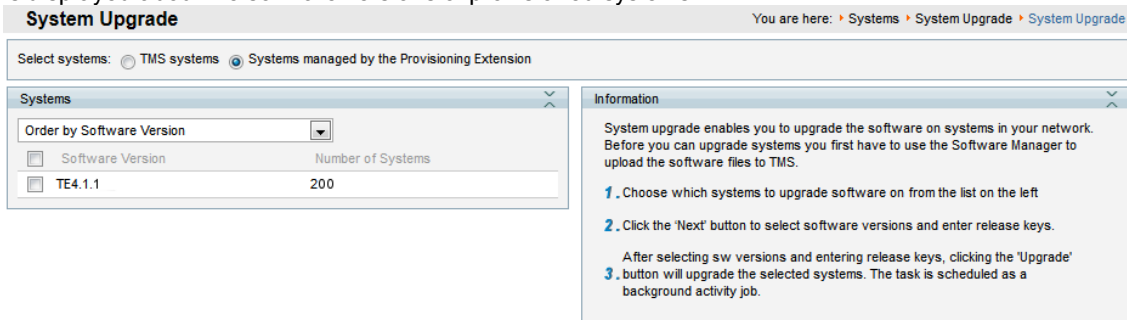 System Upgrade
You are here: Systems System Upgrade System Upgrade
Select systems: TMS systems Systems managed by the Provisioning Extension
Systems
Order by Software Version
Software Version Number of Systems
TE4.1.1 200
Information
System upgrade enables you to upgrade the software on systems in your network.
Before you can upgrade systems you first have to use the Software Manager to
upload the software files to TMS.
1. Choose which systems to upgrade software on from the list on the left
2. Click the 'Next' button to select software versions and enter release keys.
After selecting sw versions and entering release keys, clicking the 'Upgrade'
3. button will upgrade the selected systems. The task is scheduled as a
background activity job.